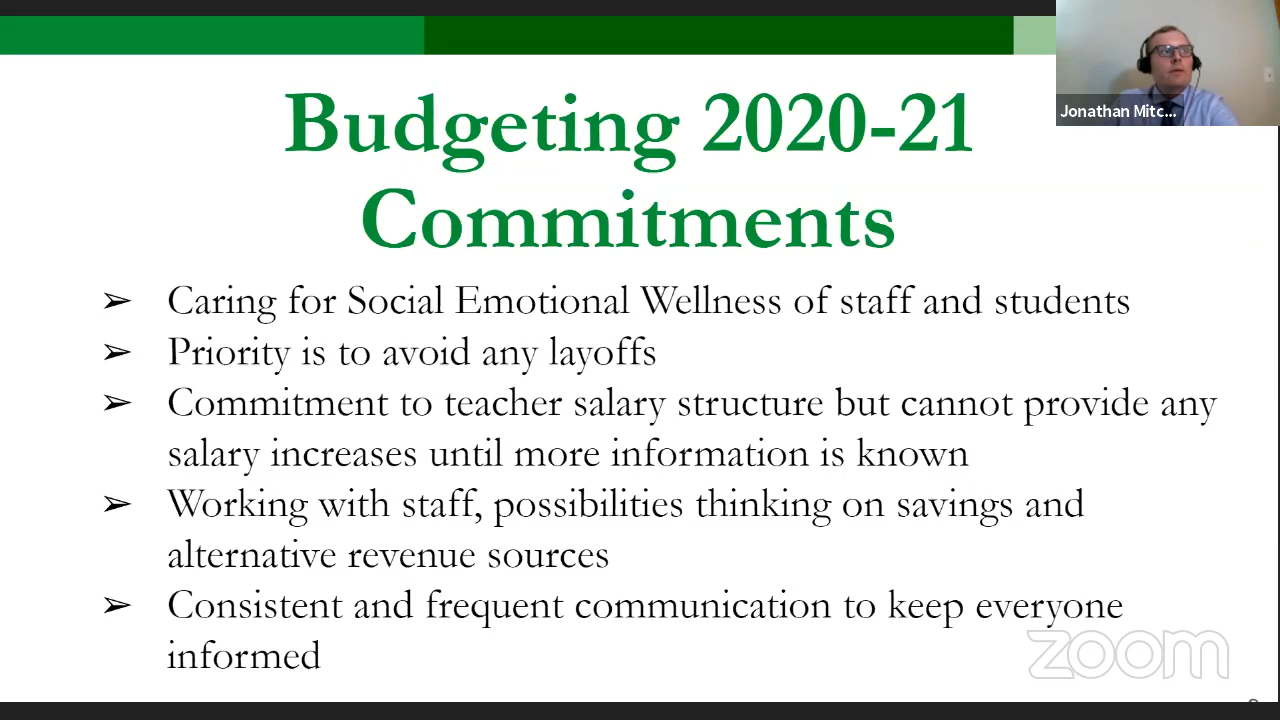 Budgeting 2020-21
Commitments
Jonathan Mitc...
➢ Caring for Social Emotional Wellness of staff and students
➢ Priority is to avoid any layoffs
➢ Commitment to teacher salary structure but cannot provide any
salary increases until more information is known
➢ Working with staff, possibilities thinking on savings and
alternative revenue sources
➢ Consistent and frequent communication to keep everyone
informed
zoom